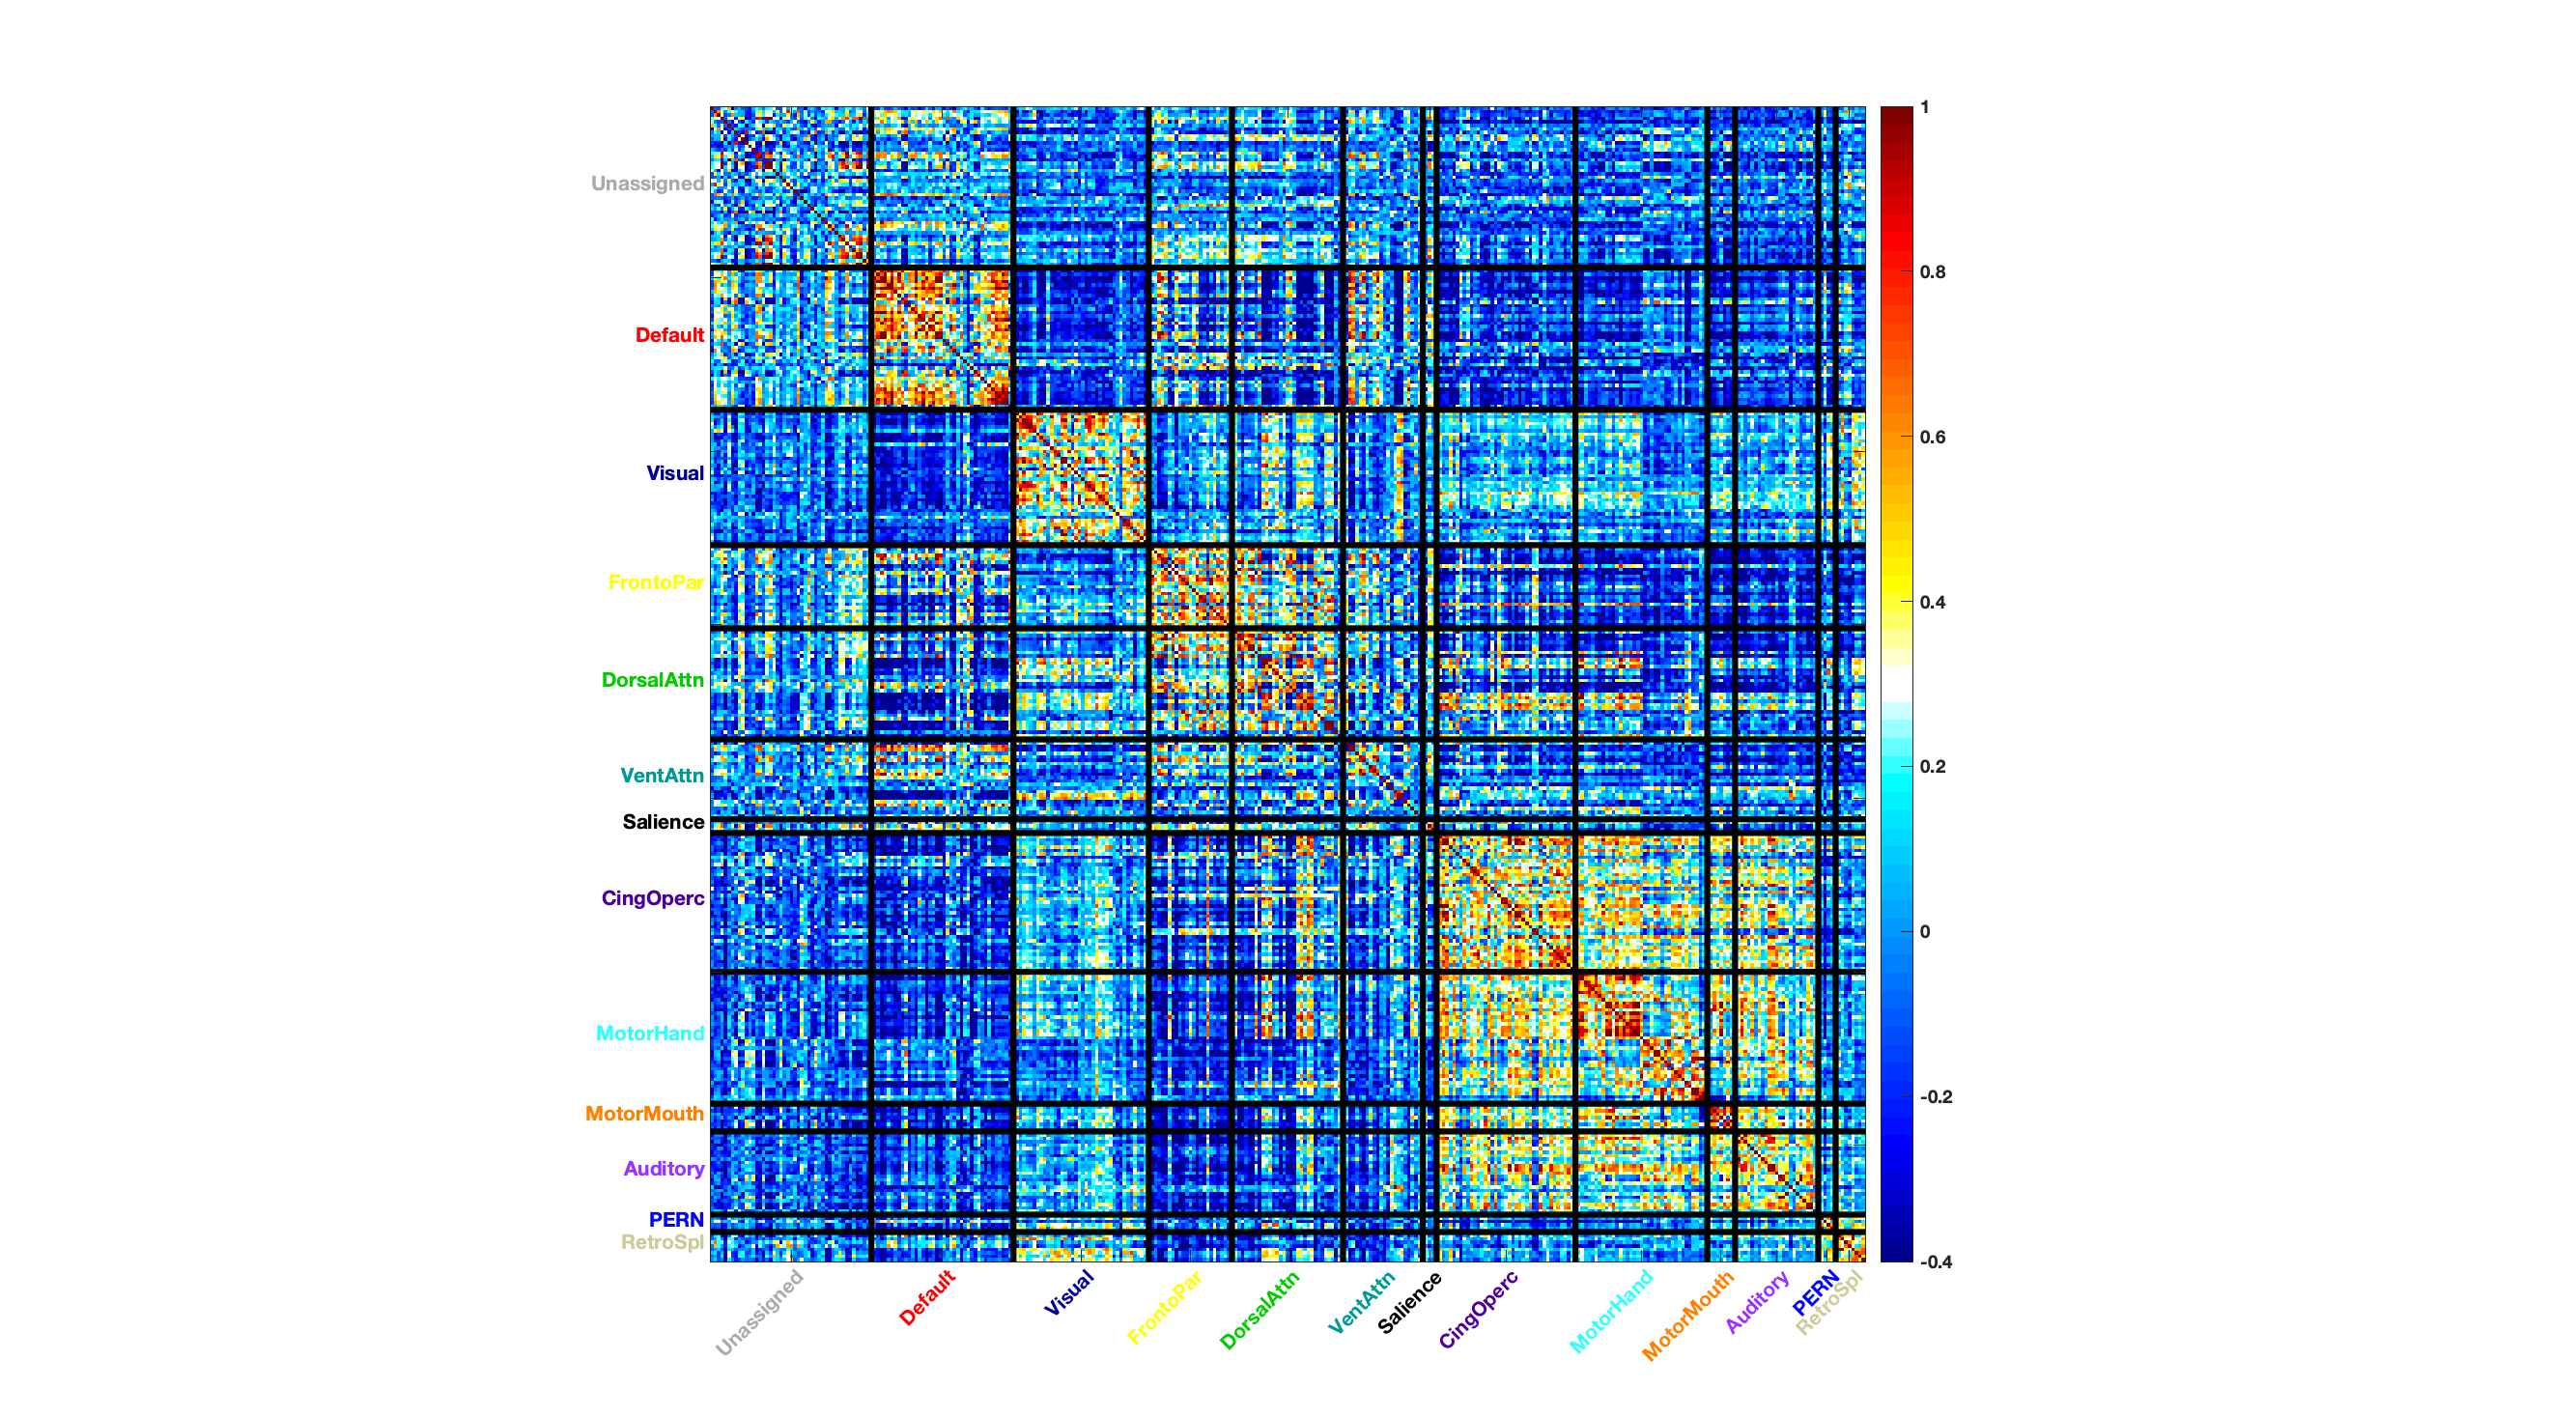 Unassigned
Default
Visual
FrontoPar
DorsalAttn
VentAttn
Salience
CingOperc
MotorHand
MotorMouth
Auditory
PERN
RetroSpl
Unassigned
Default
Visual
FrontoPar
DorsalAttn
VentAttn
Salience
CingOperc
MotorHand
MotorMouth
Auditory
PERN
RetroSpl
1
0.8
0.6
0.4
0.2
0
-0.2
-0.4